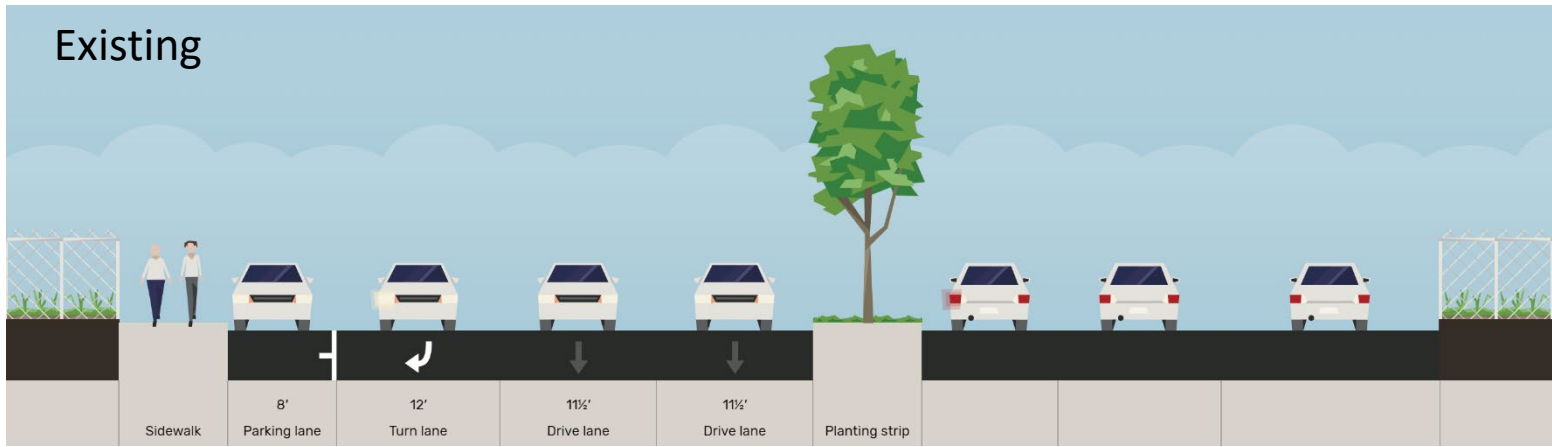 Existing
8' 12' 11½' 11½'
Sidewalk Parking lane Turn lane Drive lane Drive lane Planting strip